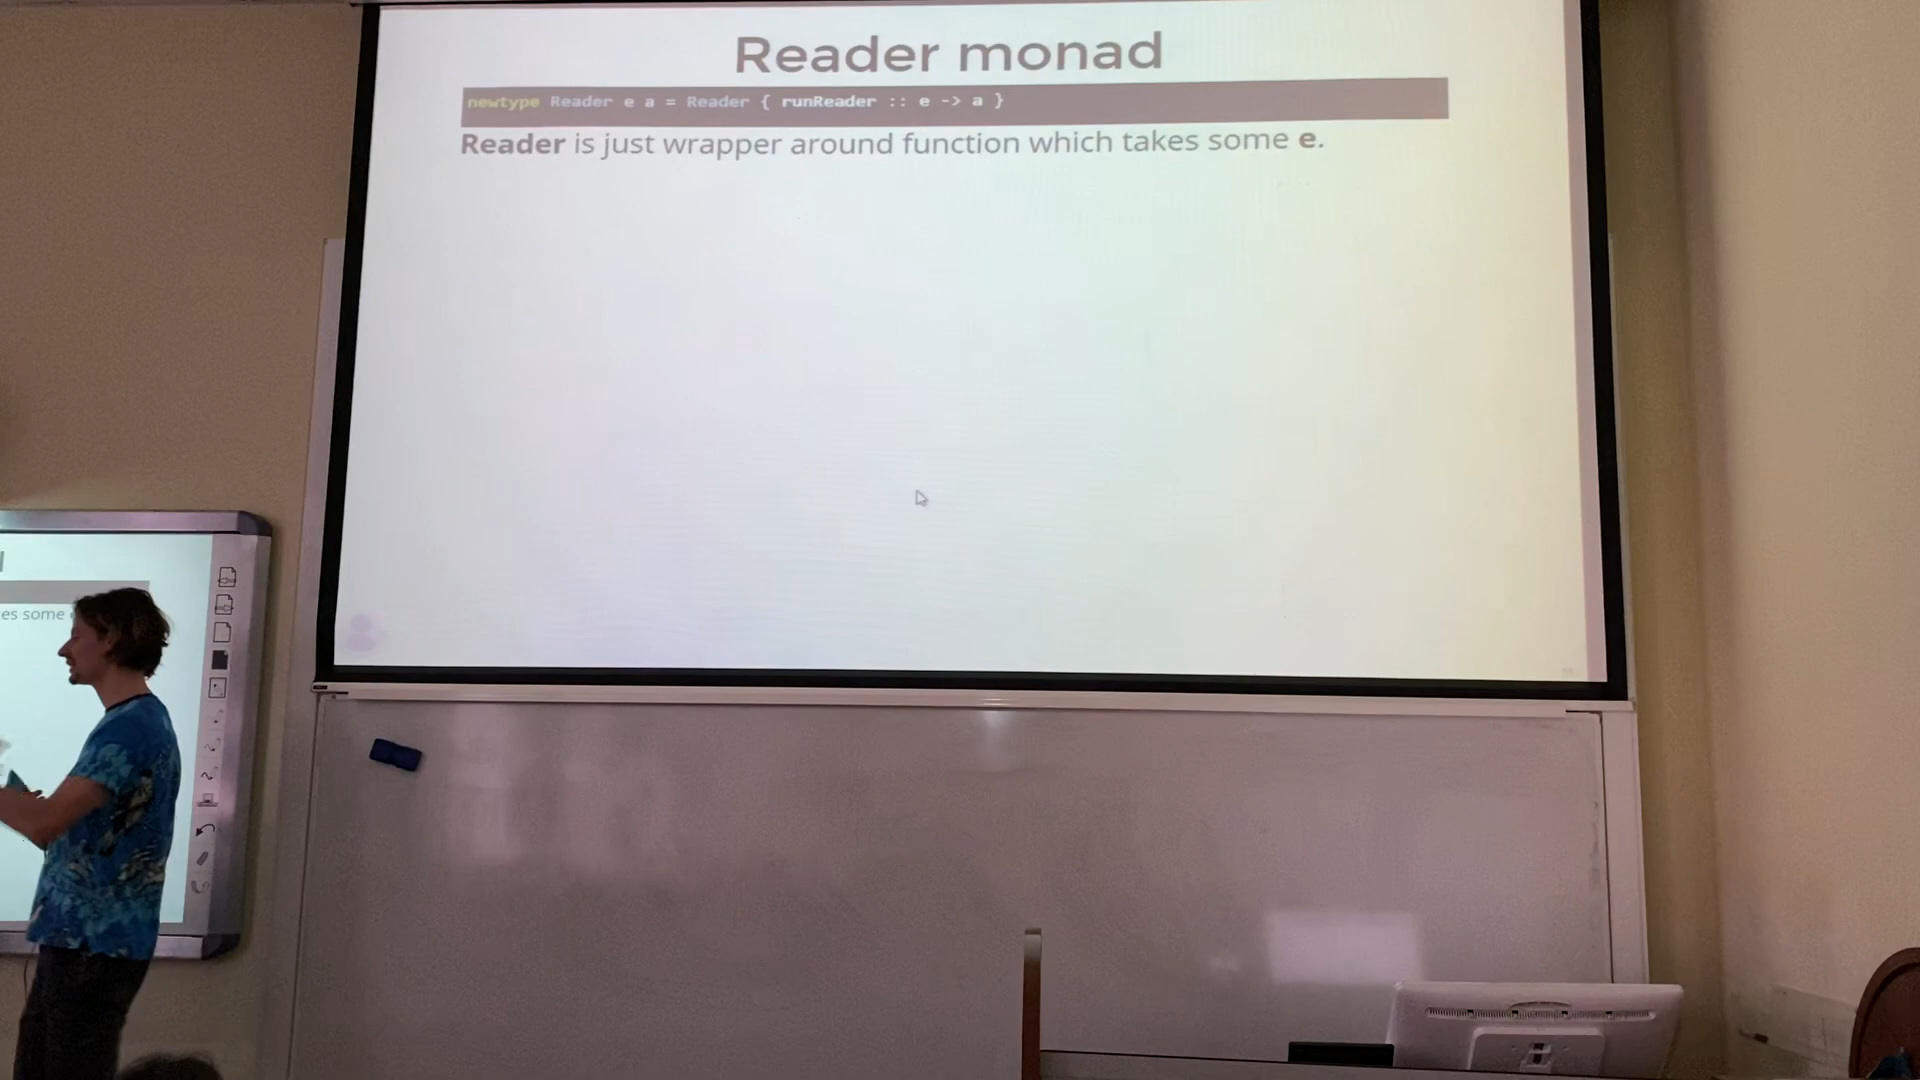 Reader monad
newtype Reader e a = Reader { runReader :: e -> a }
Reader is just wrapper around function which takes some e.
es some